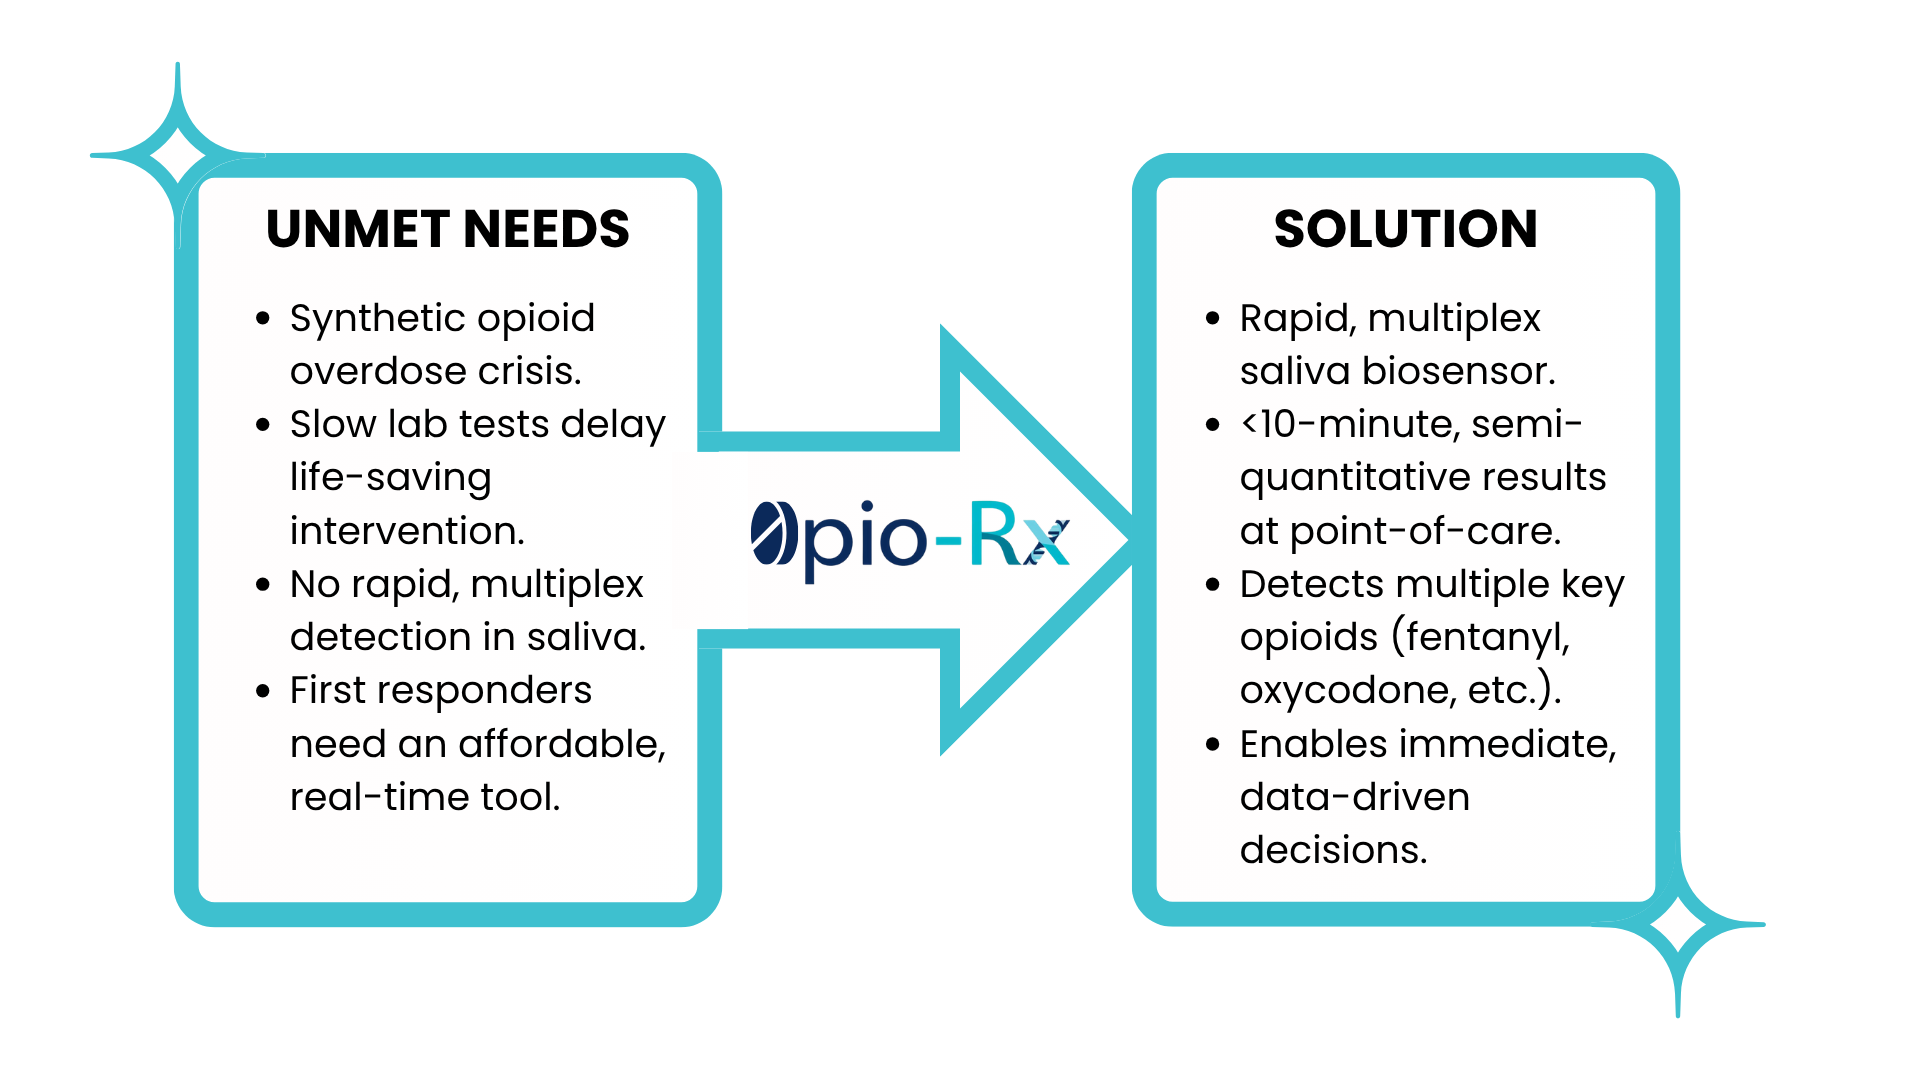 UNMET NEEDS
• Synthetic opioid
overdose crisis.
• Slow lab tests delay
life-saving
intervention.
• No rapid, multiplex
detection in saliva.
• First responders
need an affordable,
real-time tool.
Opio-Rx
SOLUTION
• Rapid, multiplex
saliva biosensor.
• <10-minute, semi-
quantitative results
at point-of-care.
• Detects multiple key
opioids (fentanyl,
oxycodone, etc.).
• Enables immediate,
data-driven
decisions.